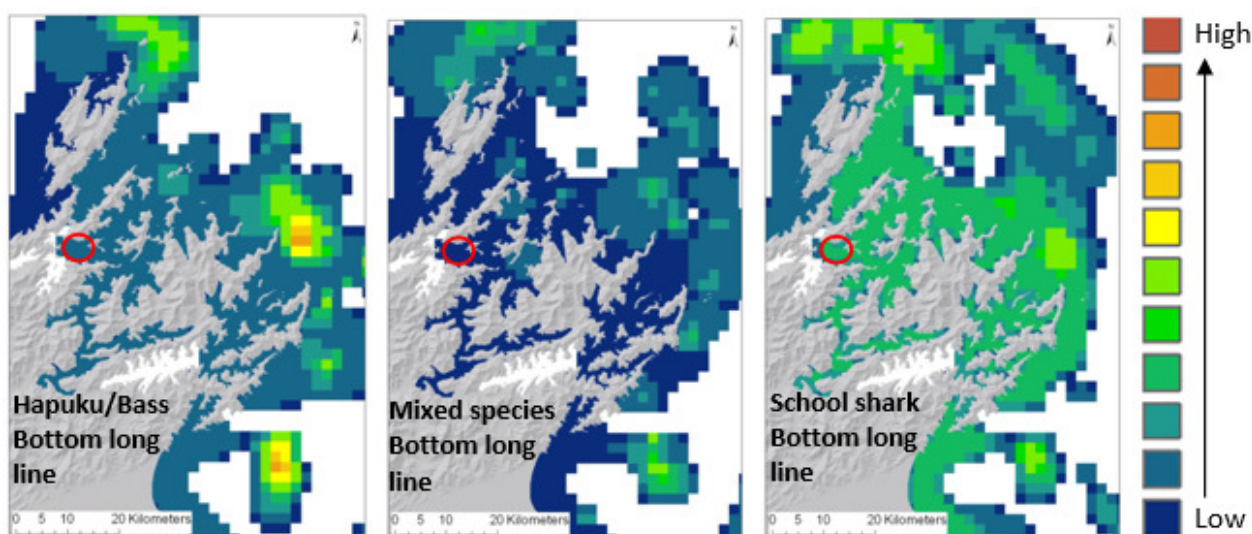 Hapuku/Bass
Bottom long
line
0 5 10 20 Kilometers
Mixed species
Bottom long
line
0 5 10 20 Kilometers
School shark
Bottom long
line
0 5 10 20 Kilometers
High
Low